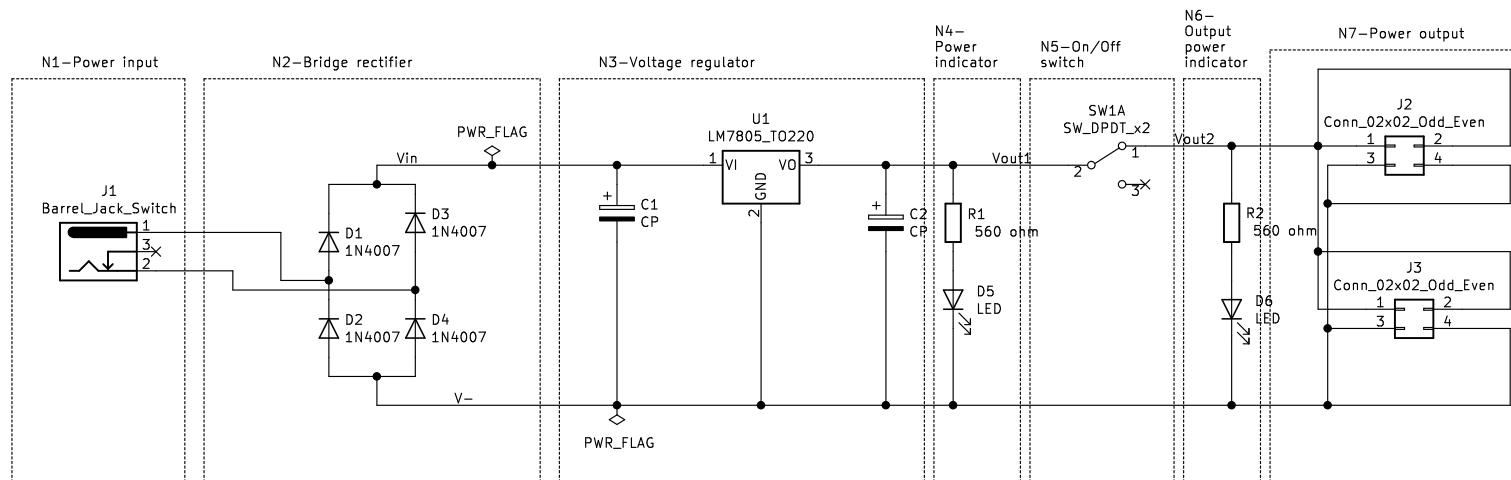 N1-Power input
N2-Bridge rectifier
N3-Voltage regulator
N4-
Power
indicator
N5-On/Off
switch
N6-
Output
power
indicator
N7-Power output
J1
Barrel_Jack_Switch
1
3
2
Vin
PWR_FLAG
D1
1N4007
D3
1N4007
D2
1N4007
D4
1N4007
V-
C1
CP
PWR_FLAG
U1
LM7805_TO220
1
VI
VO
3
GND
2
C2
CP
R1
560 ohm
D5
LED
Vout1
SW1A
SW_DPDT_x2
2
1
3
Vout2
R2
560 ohm
D6
LED
J2
Conn_02x02_Odd_Even
1
2
3
4
J3
Conn_02x02_Odd_Even
1
2
3
4